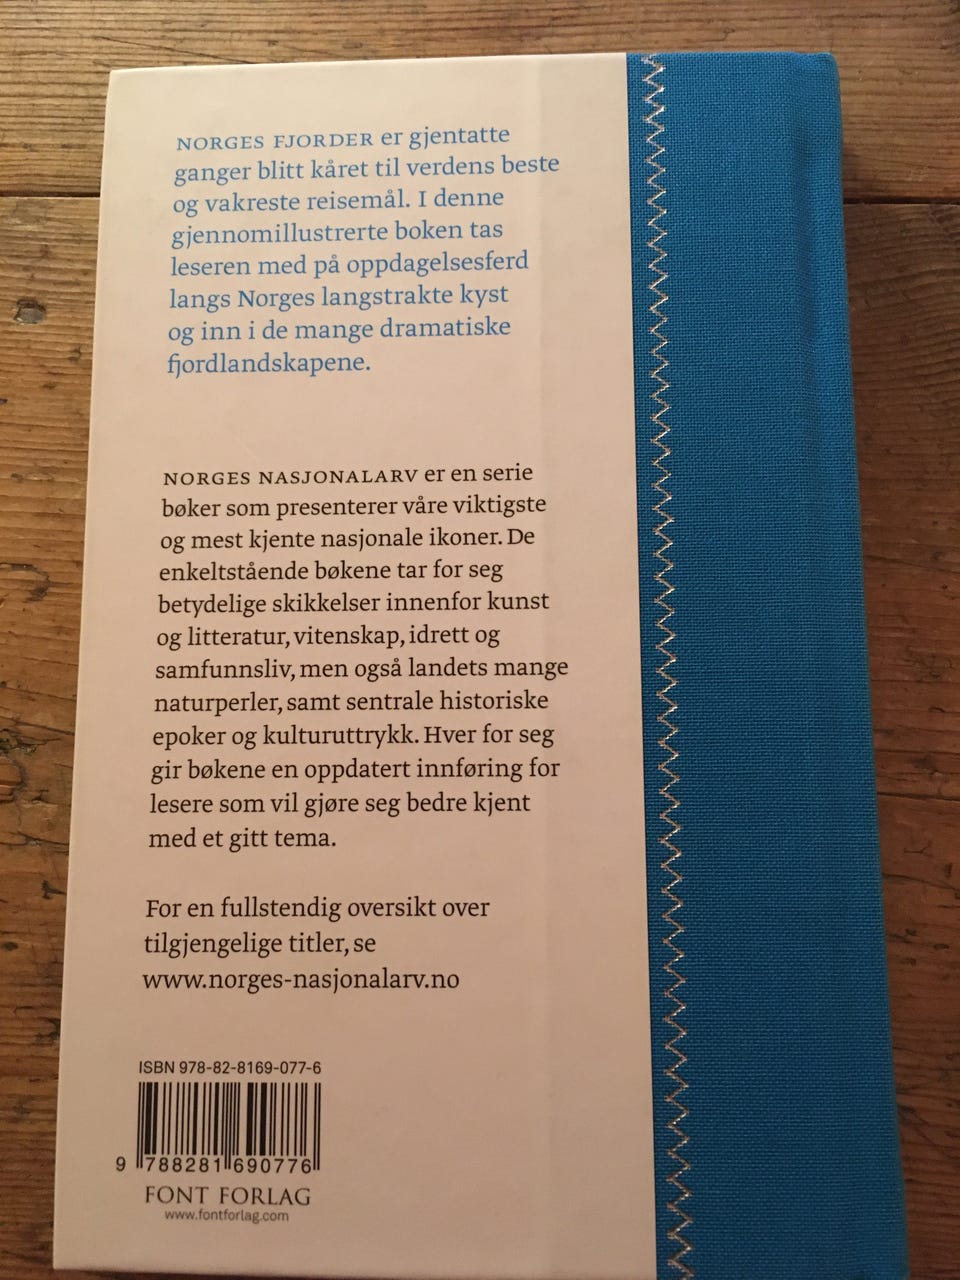 NORGES FJORDER er gjentatte
ganger blitt kåret til verdens beste
og vakreste reisemål. I denne
gjennomillustrerte boken tas
leseren med på oppdagelsesferd
langs Norges langstrakte kyst
og inn i de mange dramatiske
fjordlandskapene.
NORGES NASJONALARV er en serie
bøker som presenterer våre viktigste
og mest kjente nasjonale ikoner. De
enkeltstående bøkene tar for seg
betydelige skikkelser innenfor kunst
og litteratur, vitenskap, idrett og
samfunnsliv, men også landets mange
naturperler, samt sentrale historiske
epoker og kulturuttrykk. Hver for seg
gir bøkene en oppdatert innføring for
lesere som vil gjøre seg bedre kjent
med et gitt tema.
For en fullstendig oversikt over
tilgjengelige titler, se
www.norges-nasjonalarv.no
ISBN 978-82-8169-077-6
9 788281 690776
FONT FORLAG
www.fontforlag.com